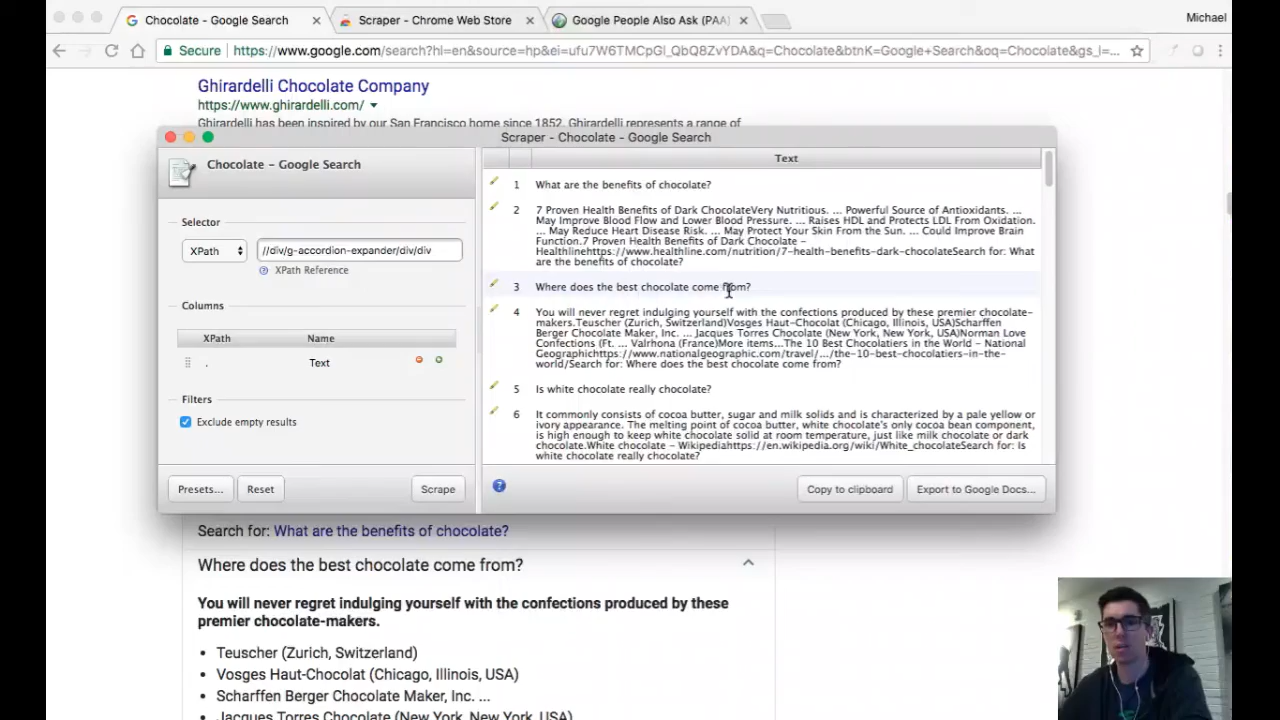 Chocolate - Google Search
Scraper - Chrome Web Store
Google People Also Ask (PAA)
Michael
Secure
https://www.google.com/search?hl=en&source=hp&ei=ufu7W6TMCpGl_QbQ8ZvYDA&q=Chocolate&btnK=Google+Search&oq=Chocolate&gs_l=...
Ghirardelli Chocolate Company
https://www.ghirardelli.com/
Ghirardelli has been inspired by our San Francisco home since 1852. Ghirardelli represents a range of
Scraper - Chocolate - Google Search
Chocolate – Google Search
Selector
XPath
//div/g-accordion-expander/div/div
XPath Reference
Columns
XPath Name
. Text
Filters
Exclude empty results
Presets...
Reset
Scrape
Text
1 What are the benefits of chocolate?
2 7 Proven Health Benefits of Dark ChocolateVery Nutritious. ... Powerful Source of Antioxidants. ...
May Improve Blood Flow and Lower Blood Pressure. ... Raises HDL and Protects LDL From Oxidation.
... May Reduce Heart Disease Risk. ... May Protect Your Skin From the Sun. ... Could Improve Brain
Function.7 Proven Health Benefits of Dark Chocolate –
Healthlinehttps://www.healthline.com/nutrition/7-health-benefits-dark-chocolateSearch for: What
are the benefits of chocolate?
3 Where does the best chocolate come from?
4 You will never regret indulging yourself with the confections produced by these premier chocolate-
makers.Teuscher (Zurich, Switzerland)Vosges Haut-Chocolat (Chicago, Illinois, USA)Scharffen
Berger Chocolate Maker, Inc. ... Jacques Torres Chocolate (New York, New York, USA)Norman Love
Confections (Ft. ... Valrhona (France)More items...The 10 Best Chocolatiers in the World - National
Geographichttps://www.nationalgeographic.com/travel/.../the-10-best-chocolatiers-in-the-
world/Search for: Where does the best chocolate come from?
5 Is white chocolate really chocolate?
6 It commonly consists of cocoa butter, sugar and milk solids and is characterized by a pale yellow or
ivory appearance. The melting point of cocoa butter, white chocolate's only cocoa bean component,
is high enough to keep white chocolate solid at room temperature, just like milk chocolate or dark
chocolate.White chocolate – Wikipediahttps://en.wikipedia.org/wiki/White_chocolateSearch for: Is
white chocolate really chocolate?
Copy to clipboard
Export to Google Docs...
Search for: What are the benefits of chocolate?
Where does the best chocolate come from?
You will never regret indulging yourself with the confections produced by these
premier chocolate-makers.
Teuscher (Zurich, Switzerland)
Vosges Haut-Chocolat (Chicago, Illinois, USA)
Scharffen Berger Chocolate Maker, Inc. ...
Jacques Torres Chocolate (New York, New York, USA)